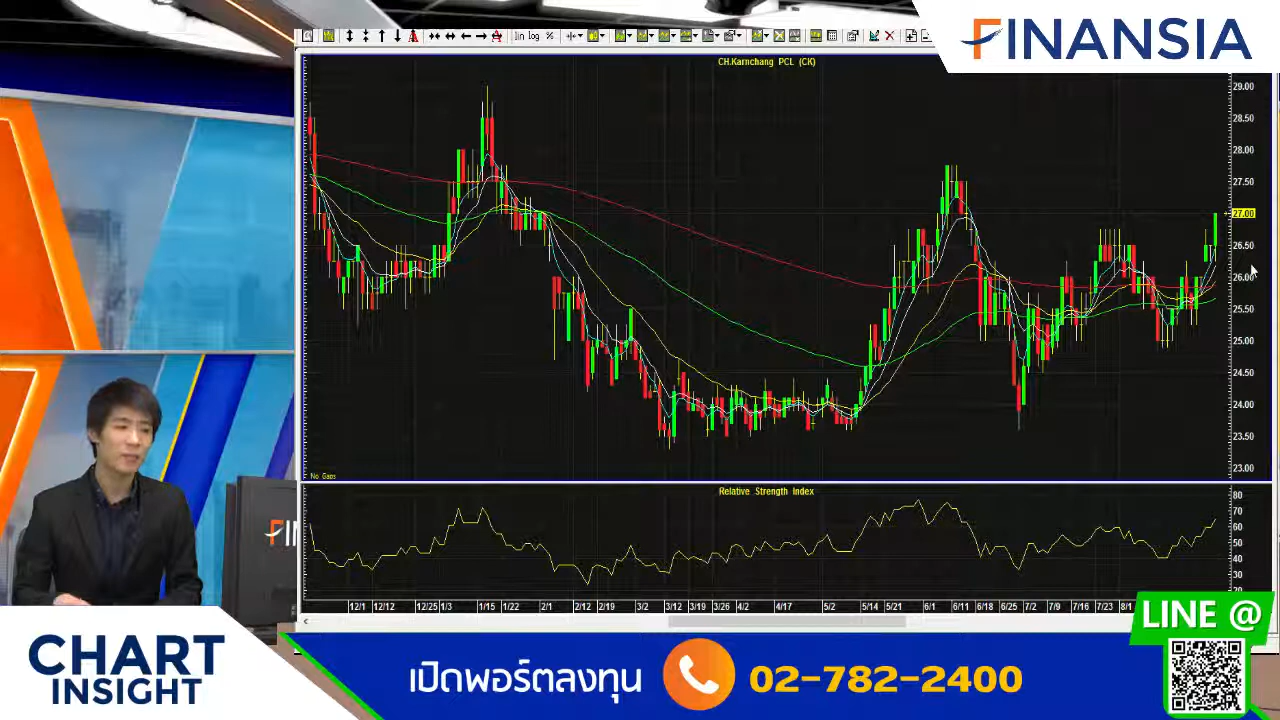 FINANSIA
lin log %
CH.Karnchang PCL (CK)
29.00
28.50
28.00
27.50
27.00
26.50
26.00
25.50
25.00
24.50
24.00
23.50
23.00
No Gaps
Relative Strength Index
80
70
60
50
40
30
20
12/1 12/12 12/25 1/3 1/15 1/22 2/1 2/12 2/19 3/2 3/12 3/19 3/26 4/2 4/17 5/2 5/14 5/21 6/1 6/11 6/18 6/25 7/2 7/9 7/16 7/23 8/1
FIN
LINE @
CHART
INSIGHT
เปิดพอร์ตลงทุน
02-782-2400